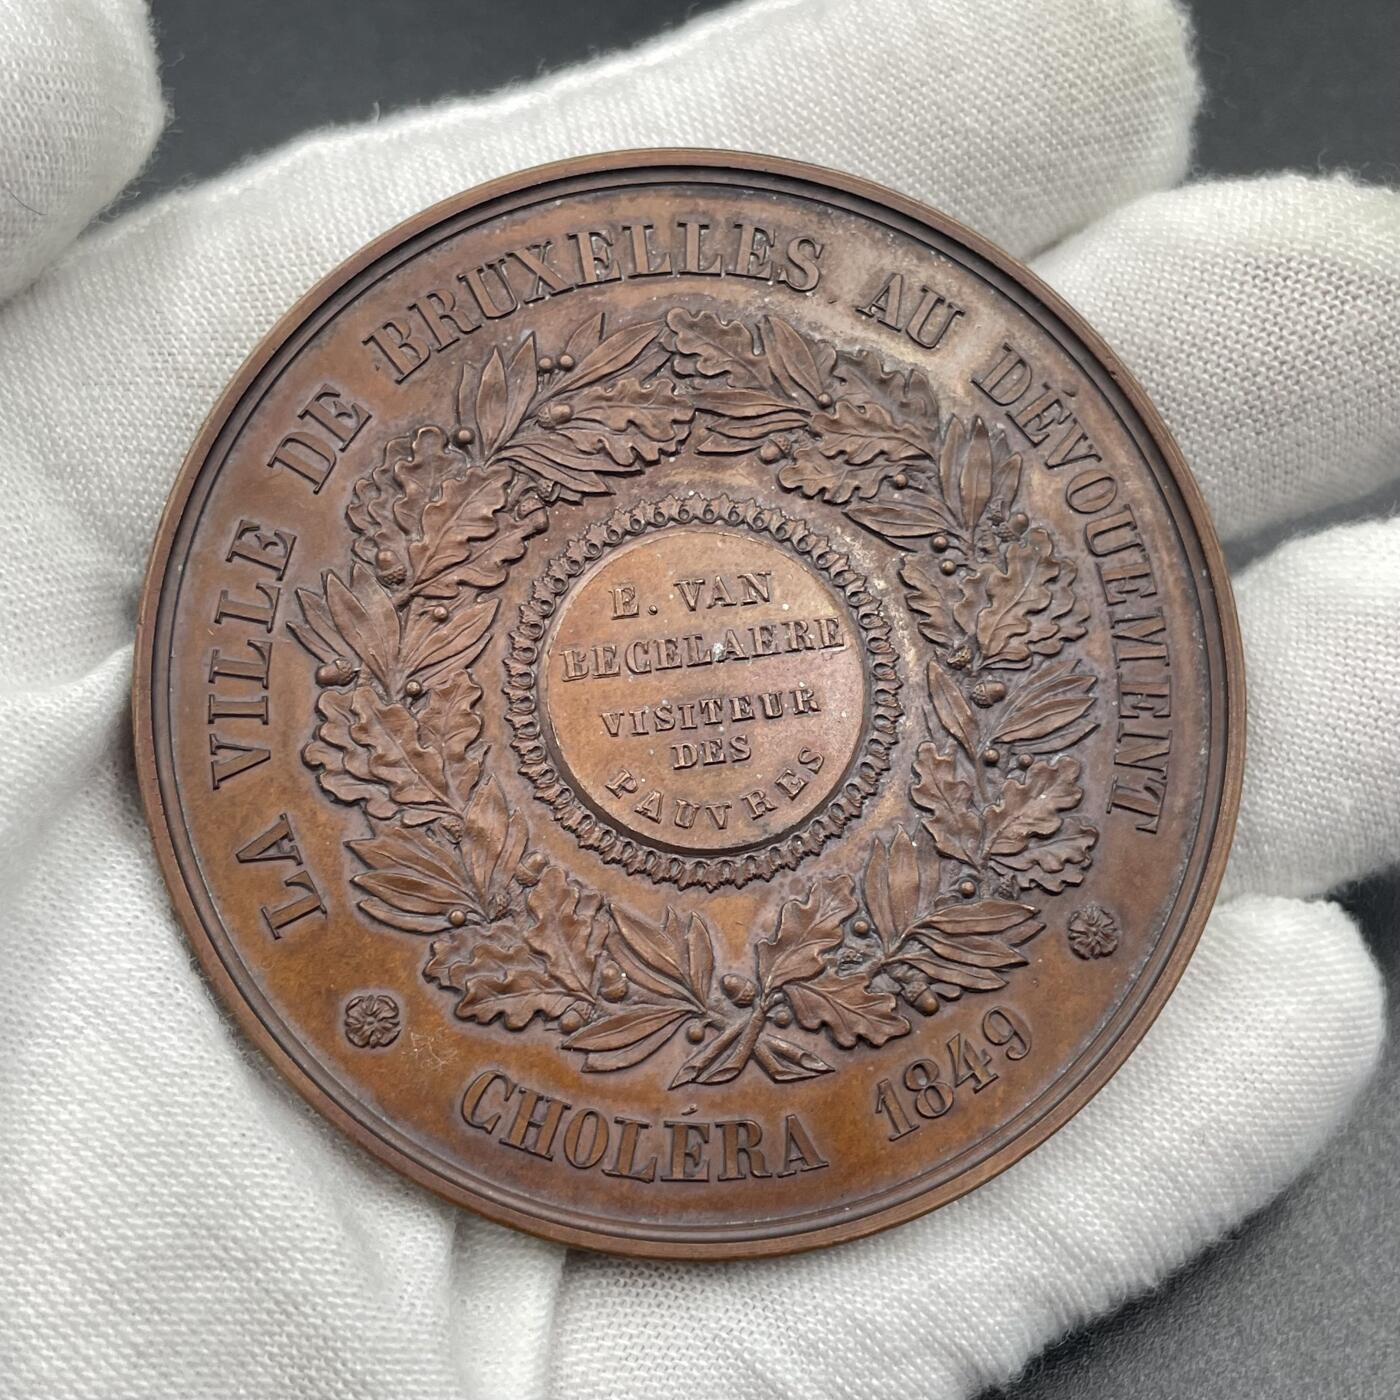 LA VILLE DE BRUXELLES AU DÉVOUEMENT
E. VAN
BECELAERE
VISITEUR
DES
PAUVRES
CHOLÉRA 1849